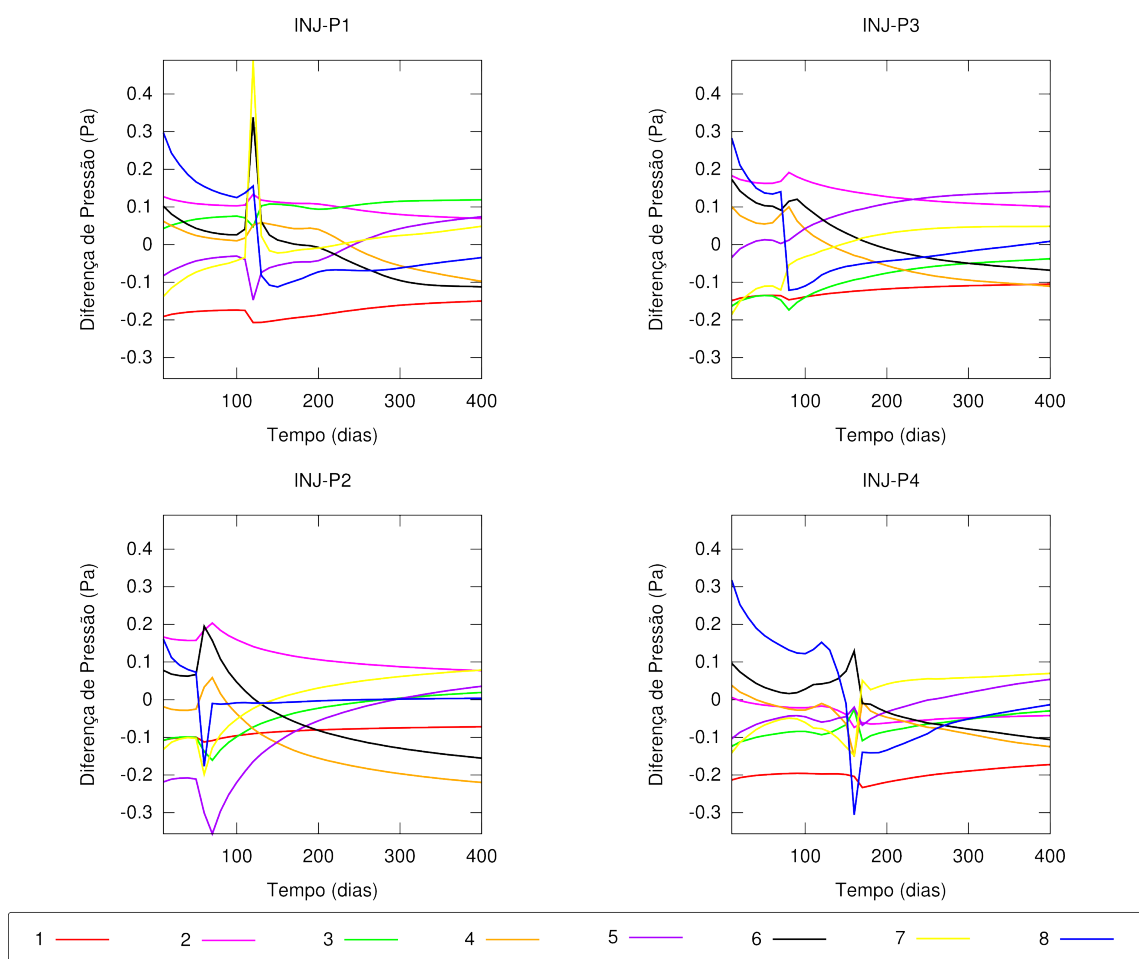 INJ-P1
Diferença de Pressão (Pa)
0.4
0.3
0.2
0.1
0
-0.1
-0.2
-0.3
100 200 300 400
Tempo (dias)
INJ-P3
Diferença de Pressão (Pa)
0.4
0.3
0.2
0.1
0
-0.1
-0.2
-0.3
100 200 300 400
Tempo (dias)
INJ-P2
Diferença de Pressão (Pa)
0.4
0.3
0.2
0.1
0
-0.1
-0.2
-0.3
100 200 300 400
Tempo (dias)
INJ-P4
Diferença de Pressão (Pa)
0.4
0.3
0.2
0.1
0
-0.1
-0.2
-0.3
100 200 300 400
Tempo (dias)
1 2 3 4 5 6 7 8